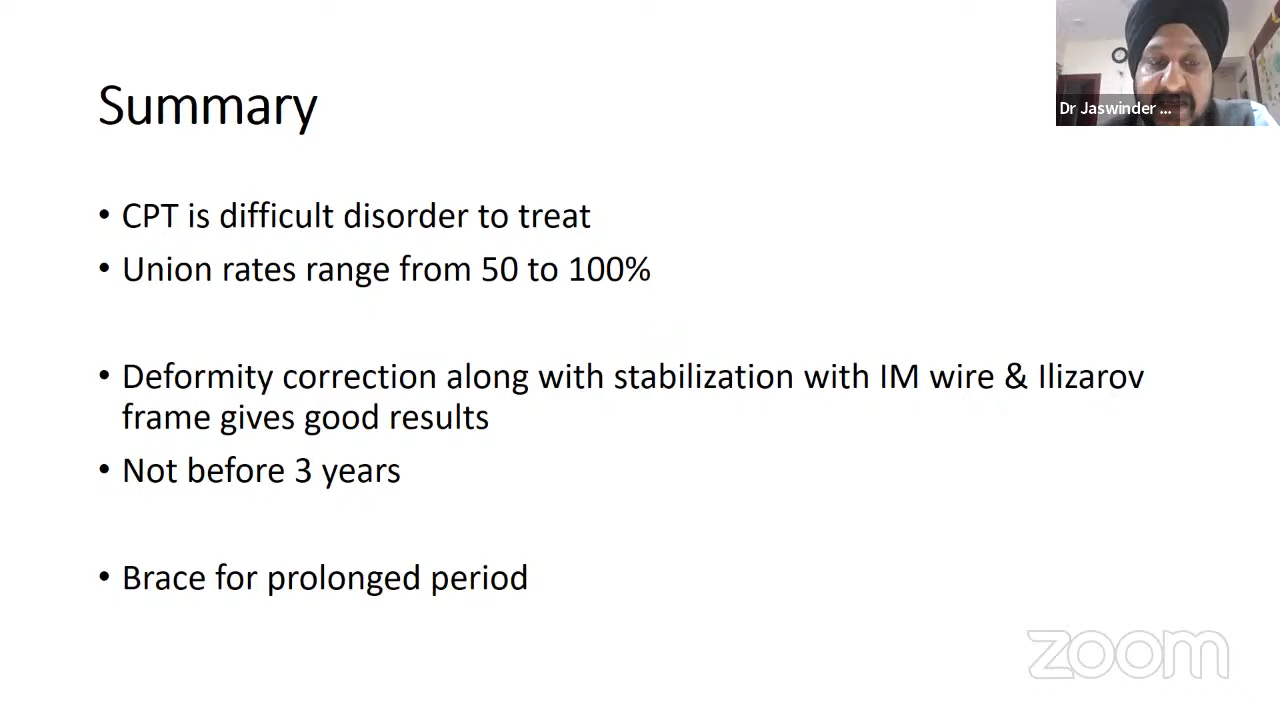 Summary
Dr Jaswinder ...
• CPT is difficult disorder to treat
• Union rates range from 50 to 100%
• Deformity correction along with stabilization with IM wire & Ilizarov
frame gives good results
• Not before 3 years
• Brace for prolonged period
zoom